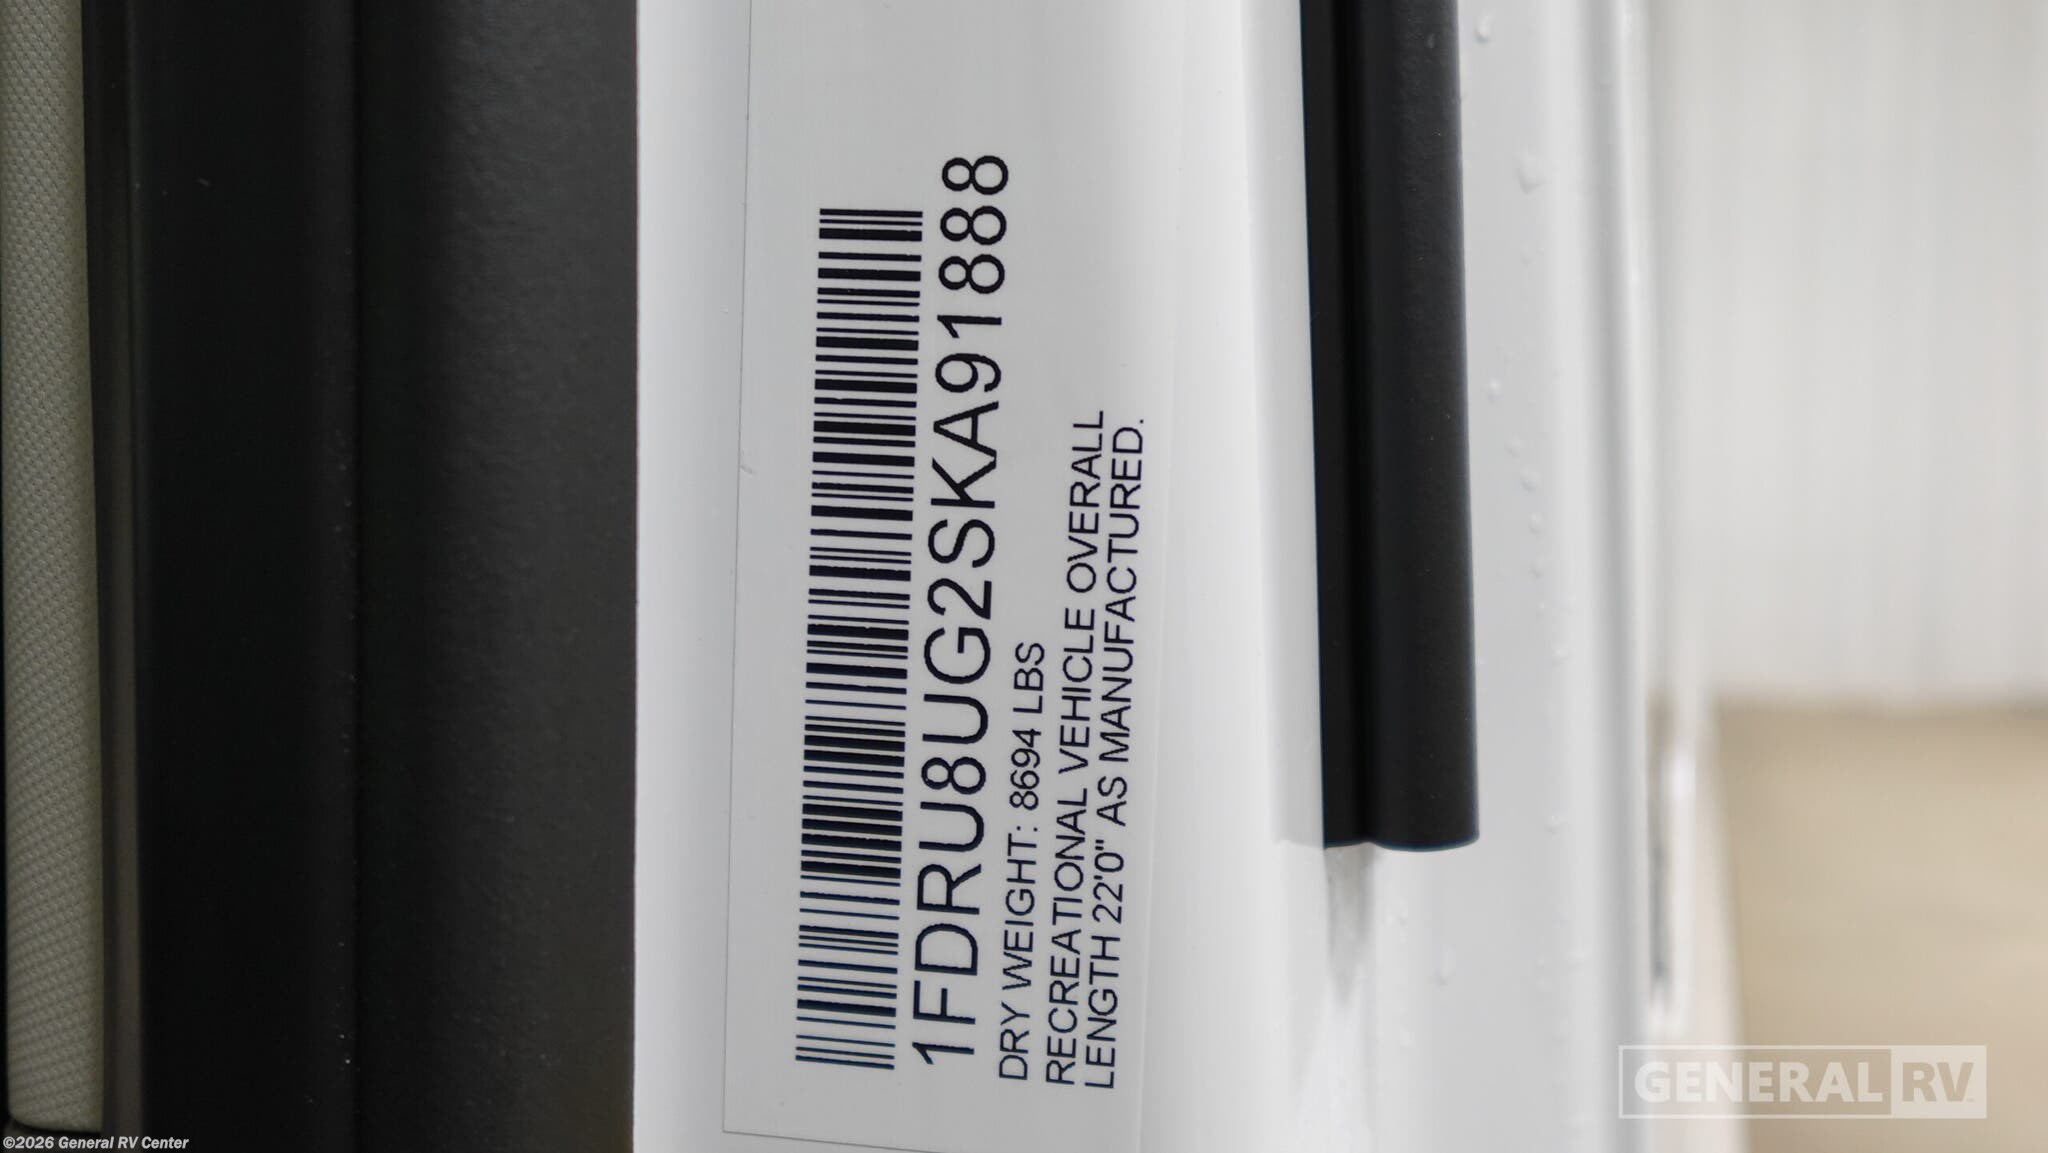 1FDRU8UG2SKA91888
DRY WEIGHT: 8694 LBS
RECREATIONAL VEHICLE OVERALL
LENGTH 22'0" AS MANUFACTURED.
GENERAL RV
©2026 General RV Center